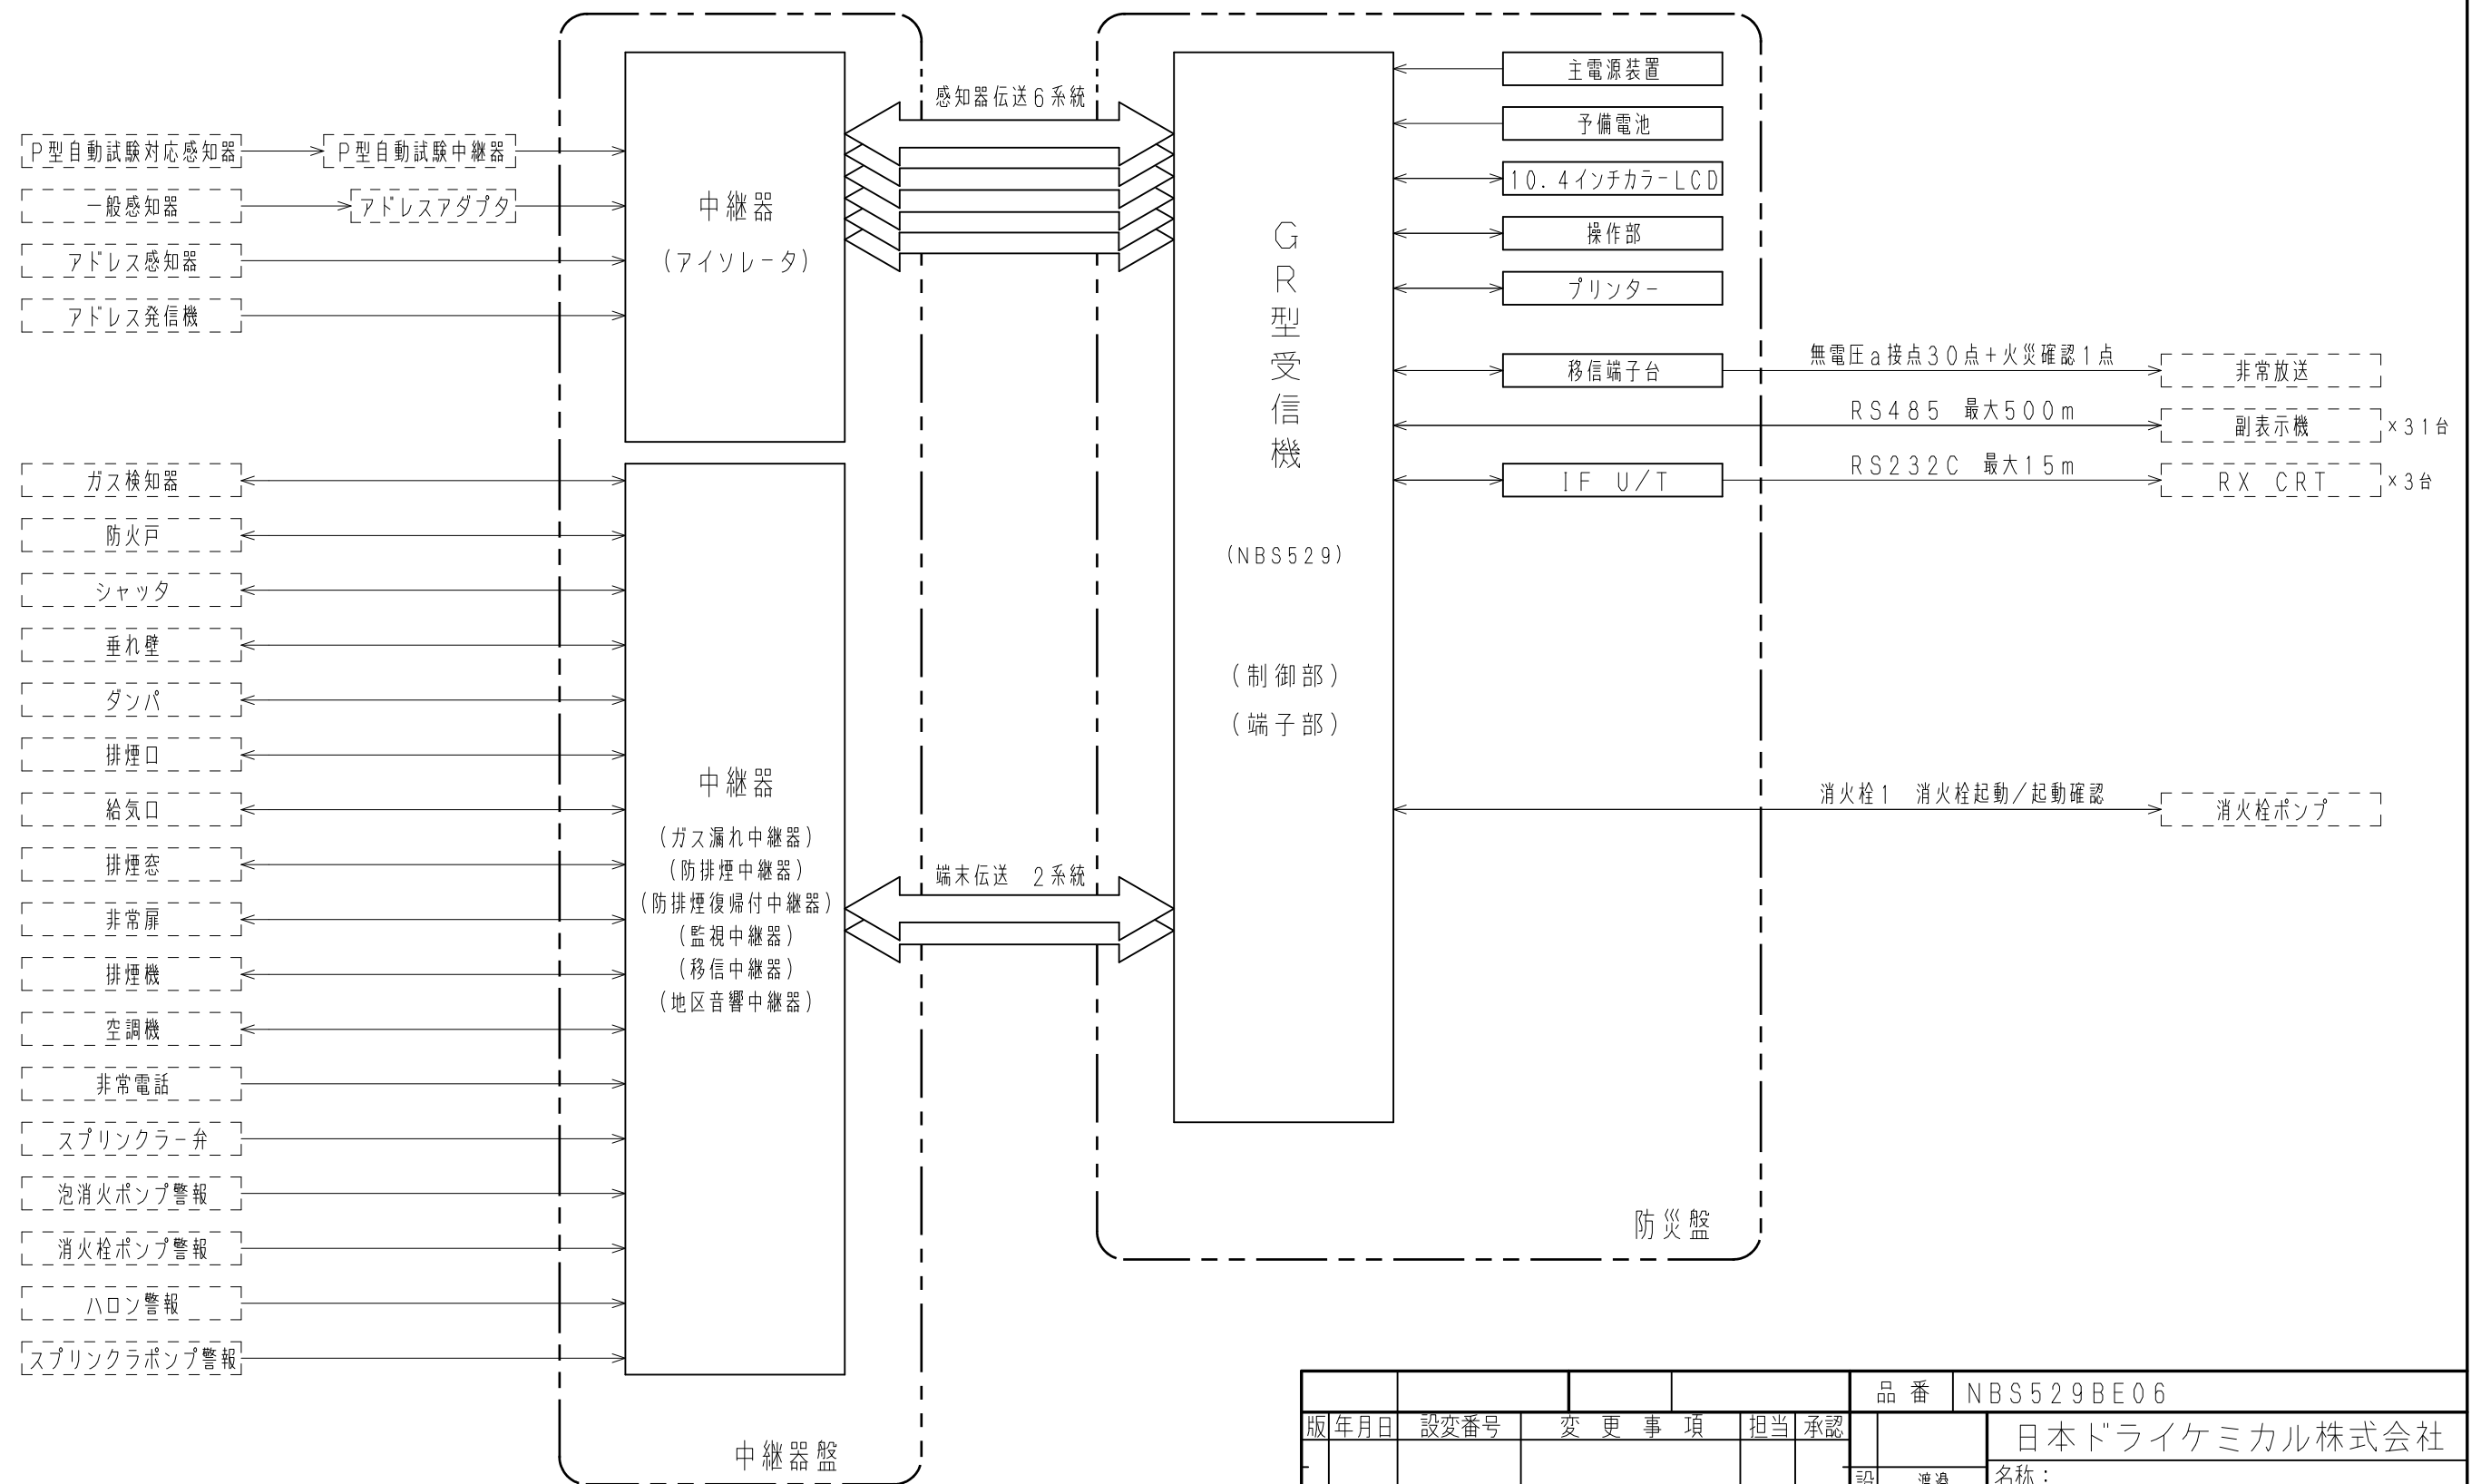 P型自動試験対応感知器
P型自動試験中継器
一般感知器
アドレスアダプタ
アドレス感知器
アドレス発信機
中継器
(アイソレータ)
感知器伝送6系統
ガス検知器
防火戸
シャッタ
垂れ壁
ダンパ
排煙口
給気口
排煙窓
非常扉
排煙機
空調機
非常電話
スプリンクラー弁
泡消火ポンプ警報
消火栓ポンプ警報
ハロン警報
スプリンクラポンプ警報
中継器
(ガス漏れ中継器)
(防排煙中継器)
(防排煙復帰付中継器)
(監視中継器)
(移信中継器)
(地区音響中継器)
端末伝送 2系統
中継器盤
GR型受信機
(NBS529)
(制御部)
(端子部)
主電源装置
予備電池
10.4インチカラーLCD
操作部
プリンター
移信端子台
無電圧a接点30点+火災確認1点
非常放送
RS485 最大500m
副表示機
×31台
IF U/T
RS232C 最大15m
RX CRT
×3台
消火栓1 消火栓起動/起動確認
消火栓ポンプ
防災盤
品番 NBS529BE06
版 年月日 設変番号 変更事項 担当 承認
日本ドライケミカル株式会社
設 渡邉
名称: